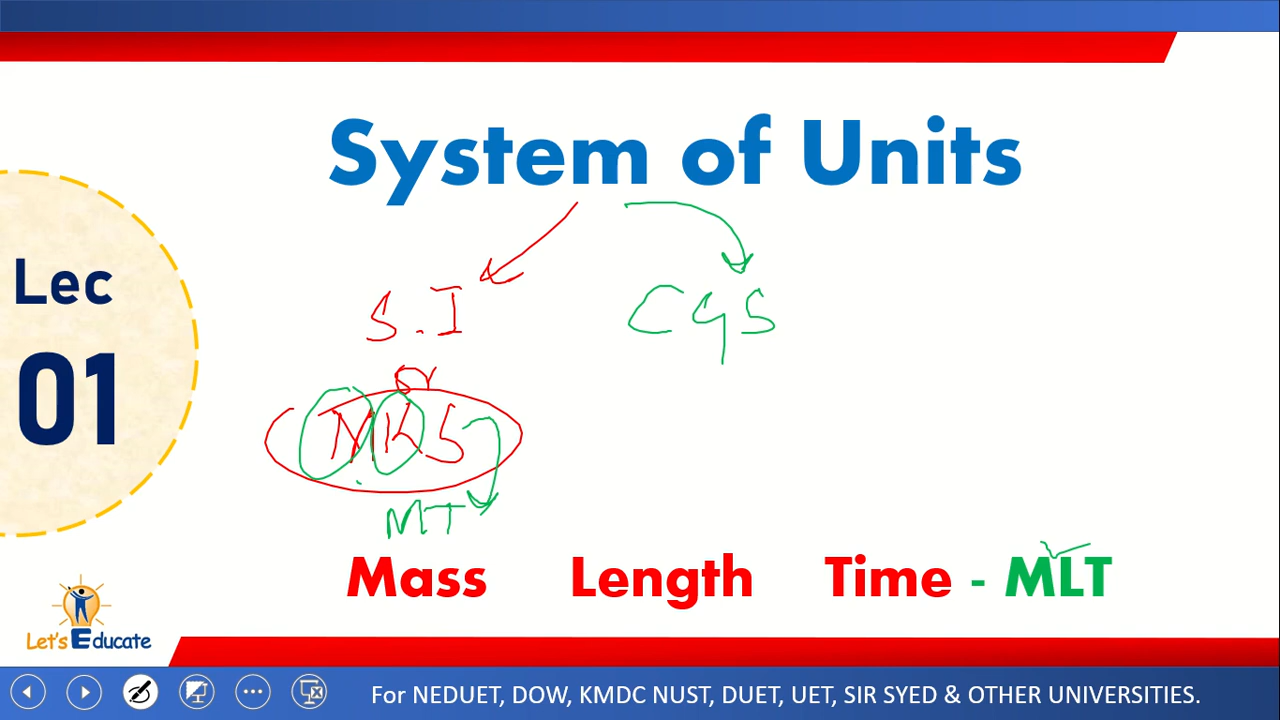 System of Units
Lec
01
S.I
CGS
or
MKS
MT
Mass Length Time - MLT
Let's Educate
For NEDUET, DOW, KMDC NUST, DUET, UET, SIR SYED & OTHER UNIVERSITIES.